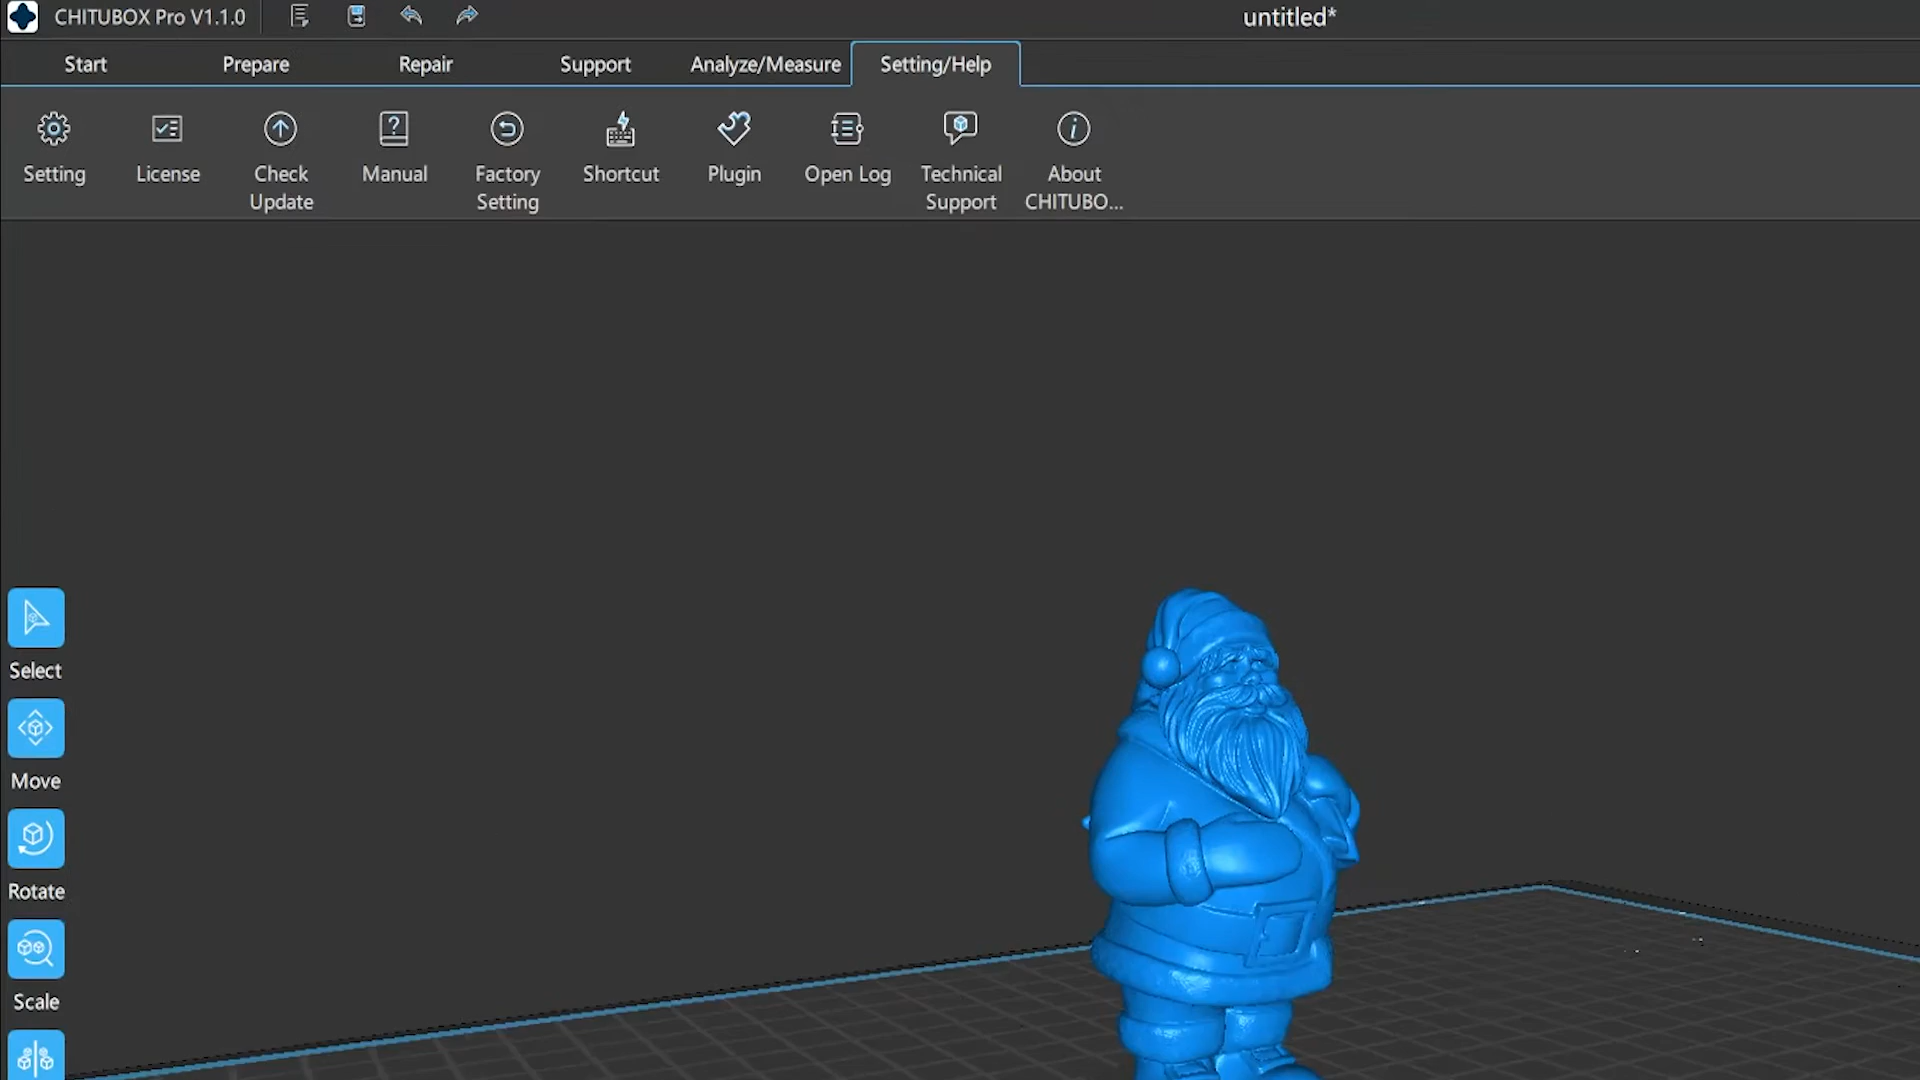 CHITUBOX Pro V1.1.0
untitled*
Start Prepare Repair Support Analyze/Measure Setting/Help
Setting License Check Manual Factory Shortcut Plugin Open Log Technical About
Update Setting Support CHITUBO...
Select
Move
Rotate
Scale